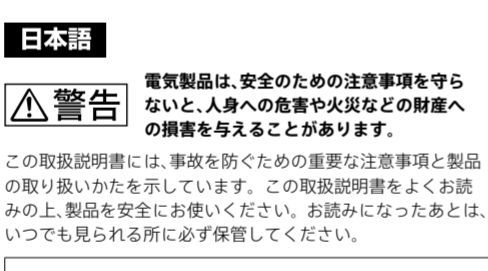 日本語
警告
電気製品は、安全のための注意事項を守ら
ないと、人身への危害や火災などの財産へ
の損害を与えることがあります。
この取扱説明書には、事故を防ぐための重要な注意事項と製品
の取り扱いかたを示しています。この取扱説明書をよくお読
みの上、製品を安全にお使いください。お読みになったあとは、
いつでも見られる所に必ず保管してください。